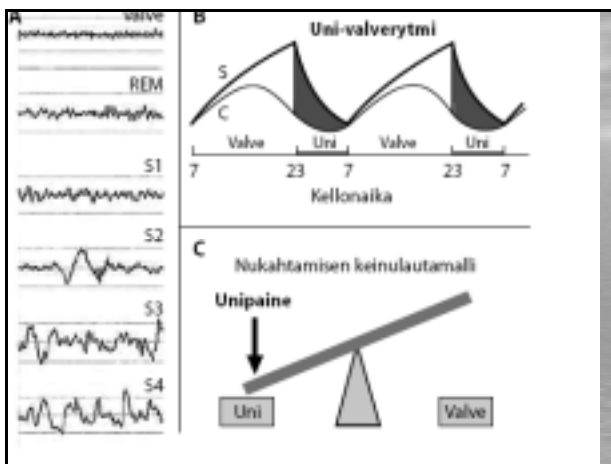 A
Valve
REM
S1
S2
S3
S4
B
Uni-valverytmi
S
C
Valve
Uni
Valve
Uni
7
23
7
23
7
Kellonaika
C
Nukahtamisen keinulautamalli
Unipaine
Uni
Valve